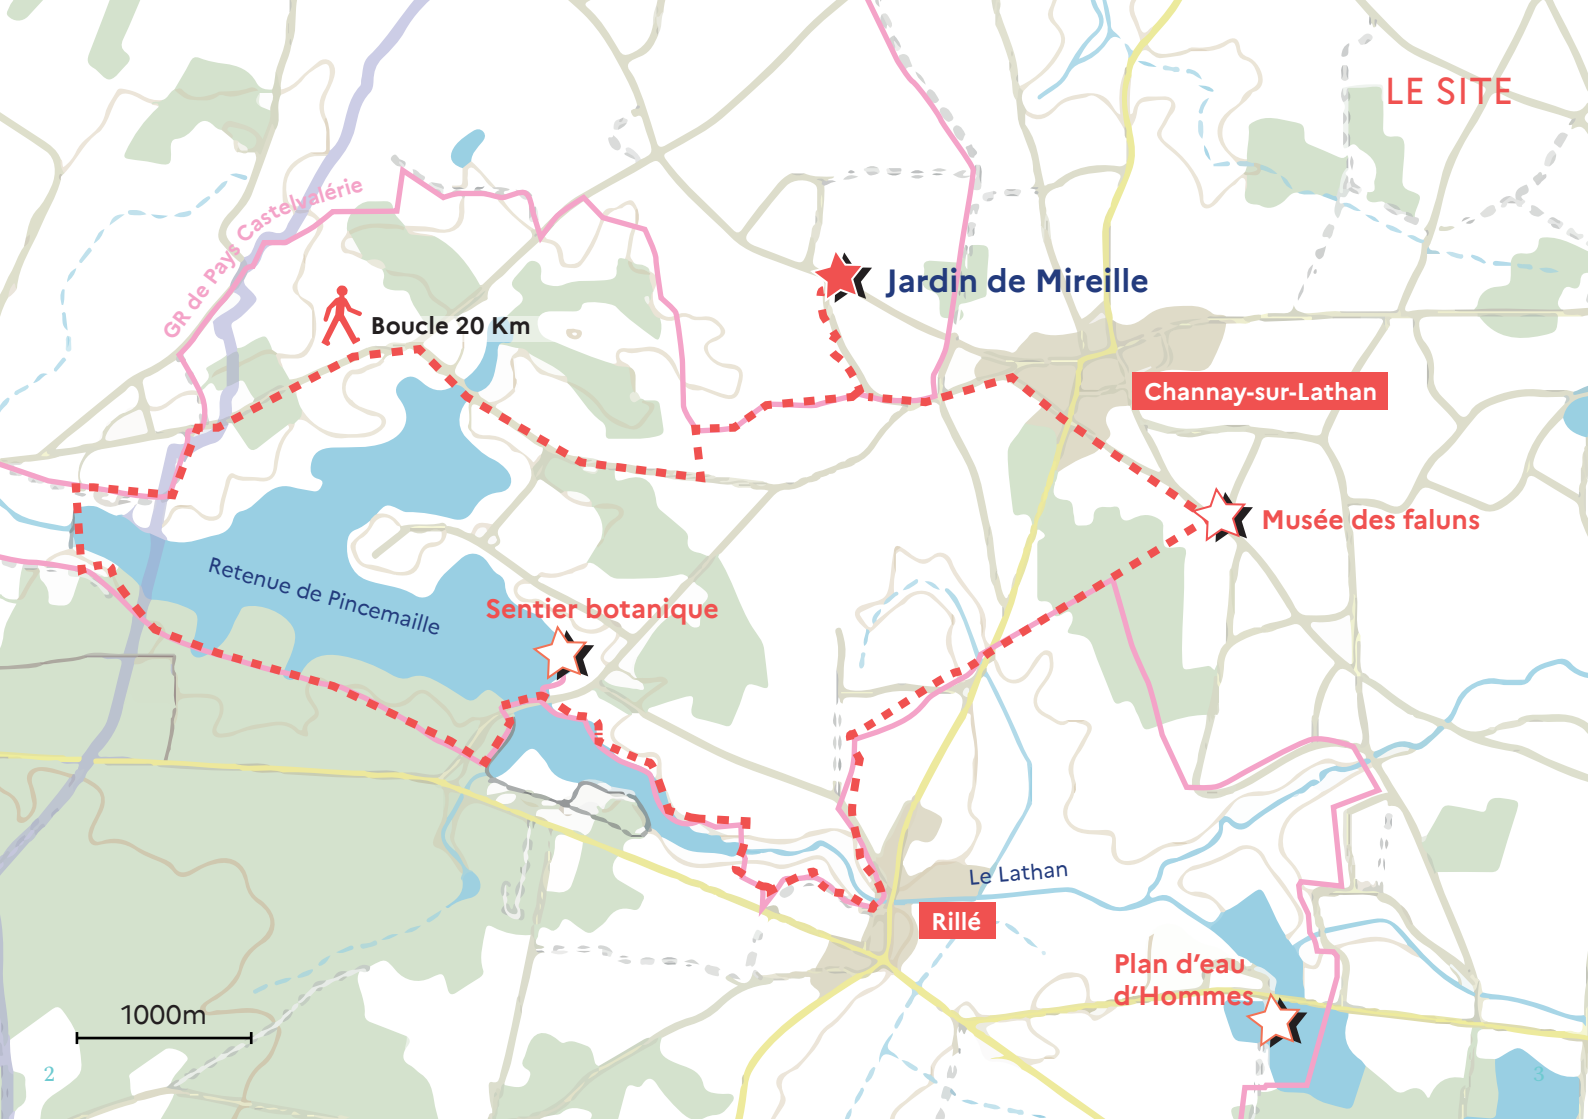 LE SITE
GR de Pays Castelvalérie
Jardin de Mireille
Boucle 20 Km
Channay-sur-Lathan
Musée des faluns
Retenue de Pincemaille
Sentier botanique
Le Lathan
Rillé
Plan d’eau
d’Hommes
1000m
2
3